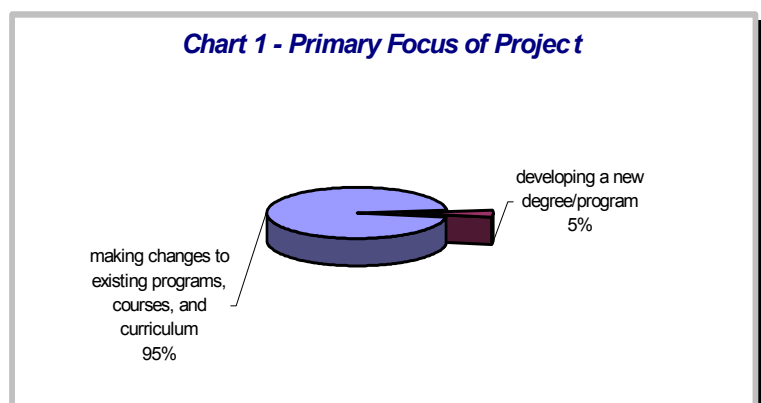 Chart 1 - Primary Focus of Project
developing a new
degree/program
5%
making changes to
existing programs,
courses, and
curriculum
95%